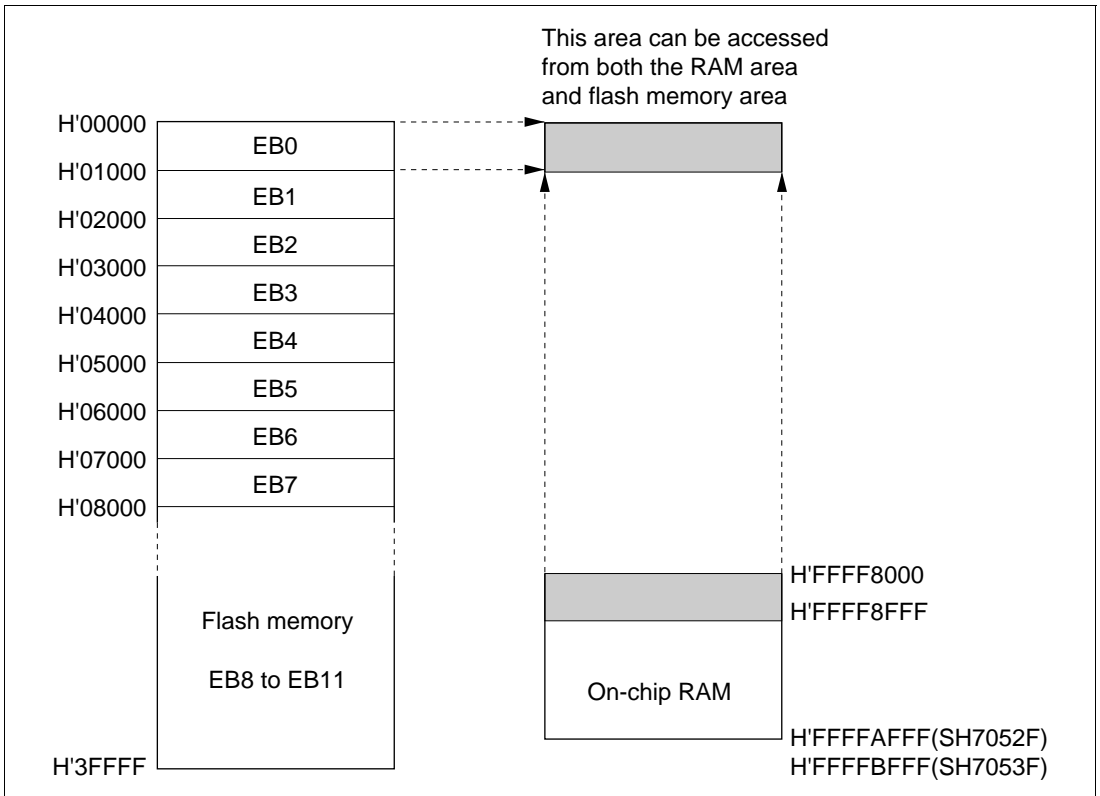 This area can be accessed
from both the RAM area
and flash memory area
H'00000
EB0
H'01000
EB1
H'02000
EB2
H'03000
EB3
H'04000
EB4
H'05000
EB5
H'06000
EB6
H'07000
EB7
H'08000
Flash memory
EB8 to EB11
H'3FFFF
H'FFFF8000
H'FFFF8FFF
On-chip RAM
H'FFFFAFFF(SH7052F)
H'FFFFBFFF(SH7053F)